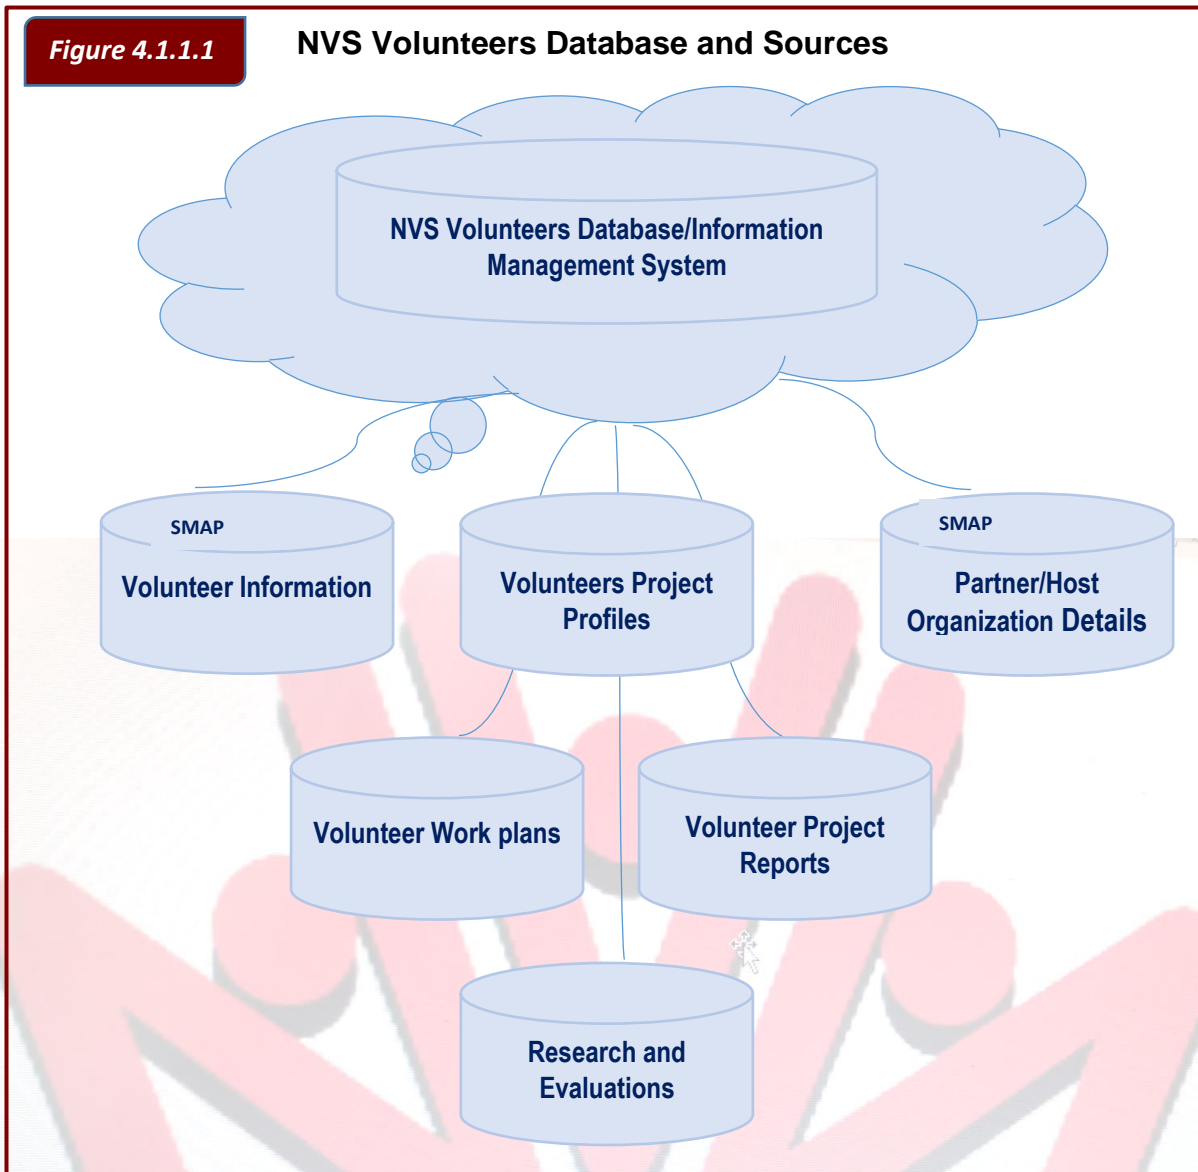 Figure 4.1.1.1
NVS Volunteers Database and Sources
NVS Volunteers Database/Information
Management System
SMAP
Volunteer Information
Volunteers Project
Profiles
SMAP
Partner/Host
Organization Details
Volunteer Work plans
Volunteer Project
Reports
Research and
Evaluations